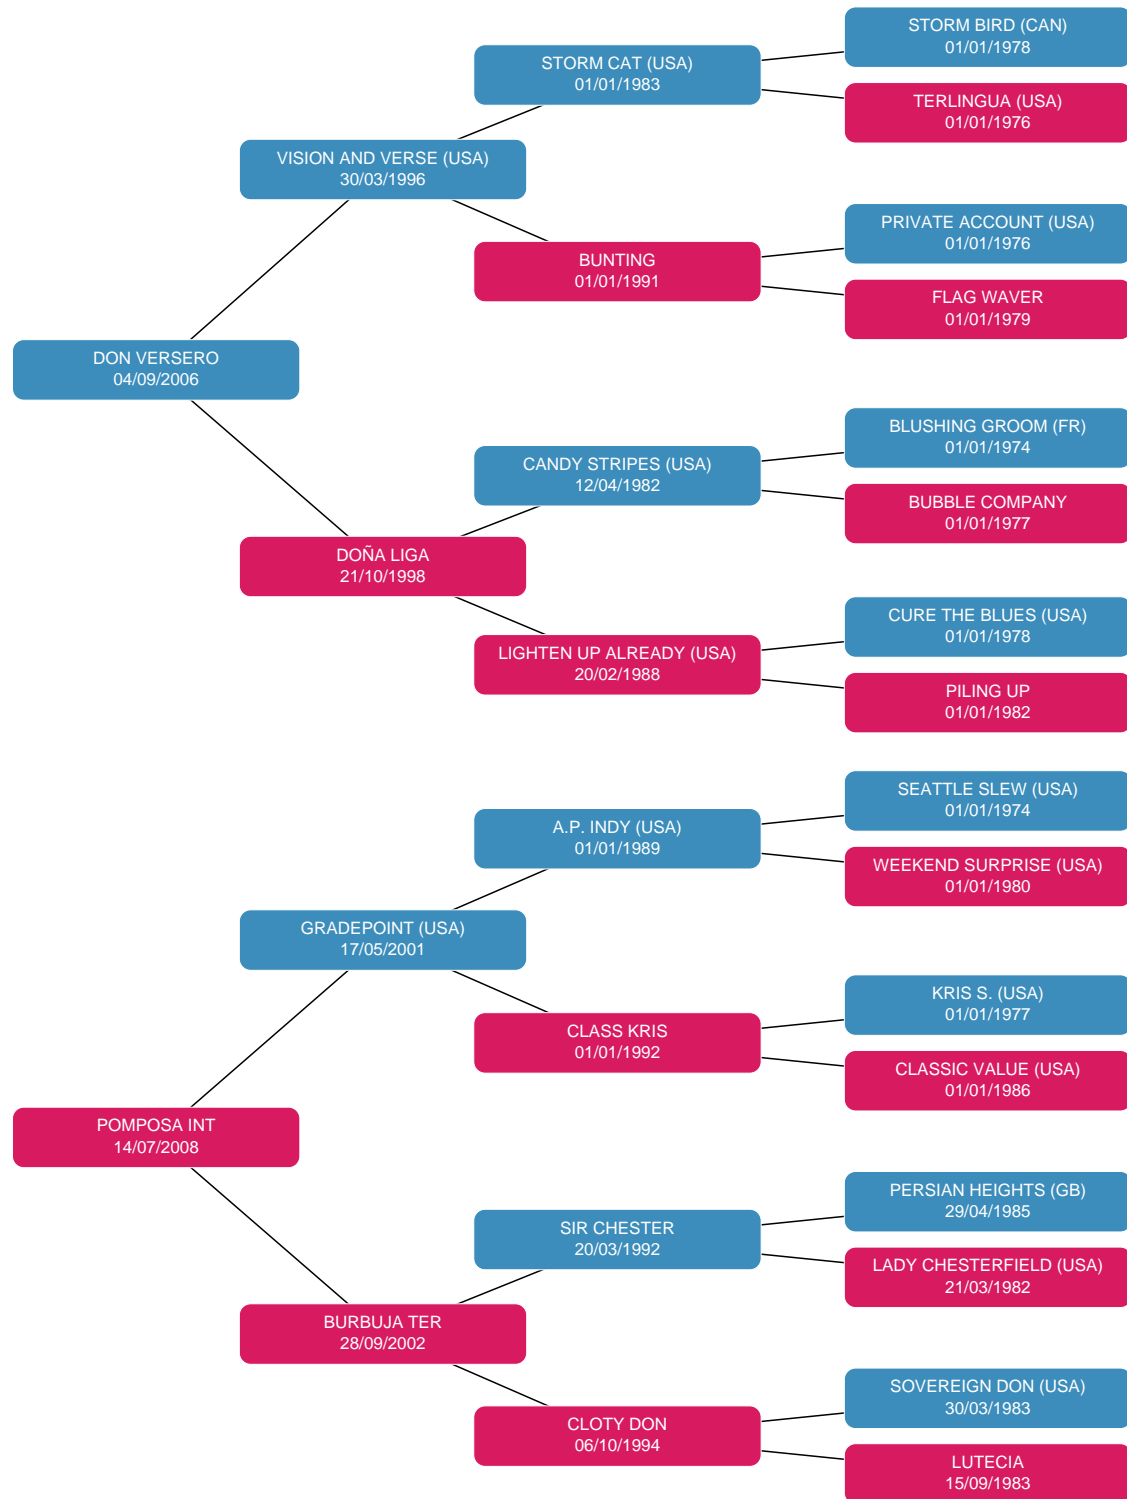 STORM BIRD (CAN)
01/01/1978
STORM CAT (USA)
01/01/1983
TERLINGUA (USA)
01/01/1976
VISION AND VERSE (USA)
30/03/1996
PRIVATE ACCOUNT (USA)
01/01/1976
BUNTING
01/01/1991
FLAG WAVER
01/01/1979
DON VERSERO
04/09/2006
BLUSHING GROOM (FR)
01/01/1974
CANDY STRIPES (USA)
12/04/1982
BUBBLE COMPANY
01/01/1977
DOÑA LIGA
21/10/1998
CURE THE BLUES (USA)
01/01/1978
LIGHTEN UP ALREADY (USA)
20/02/1988
PILING UP
01/01/1982
SEATTLE SLEW (USA)
01/01/1974
A.P. INDY (USA)
01/01/1989
WEEKEND SURPRISE (USA)
01/01/1980
GRADEPOINT (USA)
17/05/2001
KRIS S. (USA)
01/01/1977
CLASS KRIS
01/01/1992
CLASSIC VALUE (USA)
01/01/1986
POMPOSA INT
14/07/2008
PERSIAN HEIGHTS (GB)
29/04/1985
SIR CHESTER
20/03/1992
LADY CHESTERFIELD (USA)
21/03/1982
BURBUJA TER
28/09/2002
SOVEREIGN DON (USA)
30/03/1983
CLOTY DON
06/10/1994
LUTECIA
15/09/1983